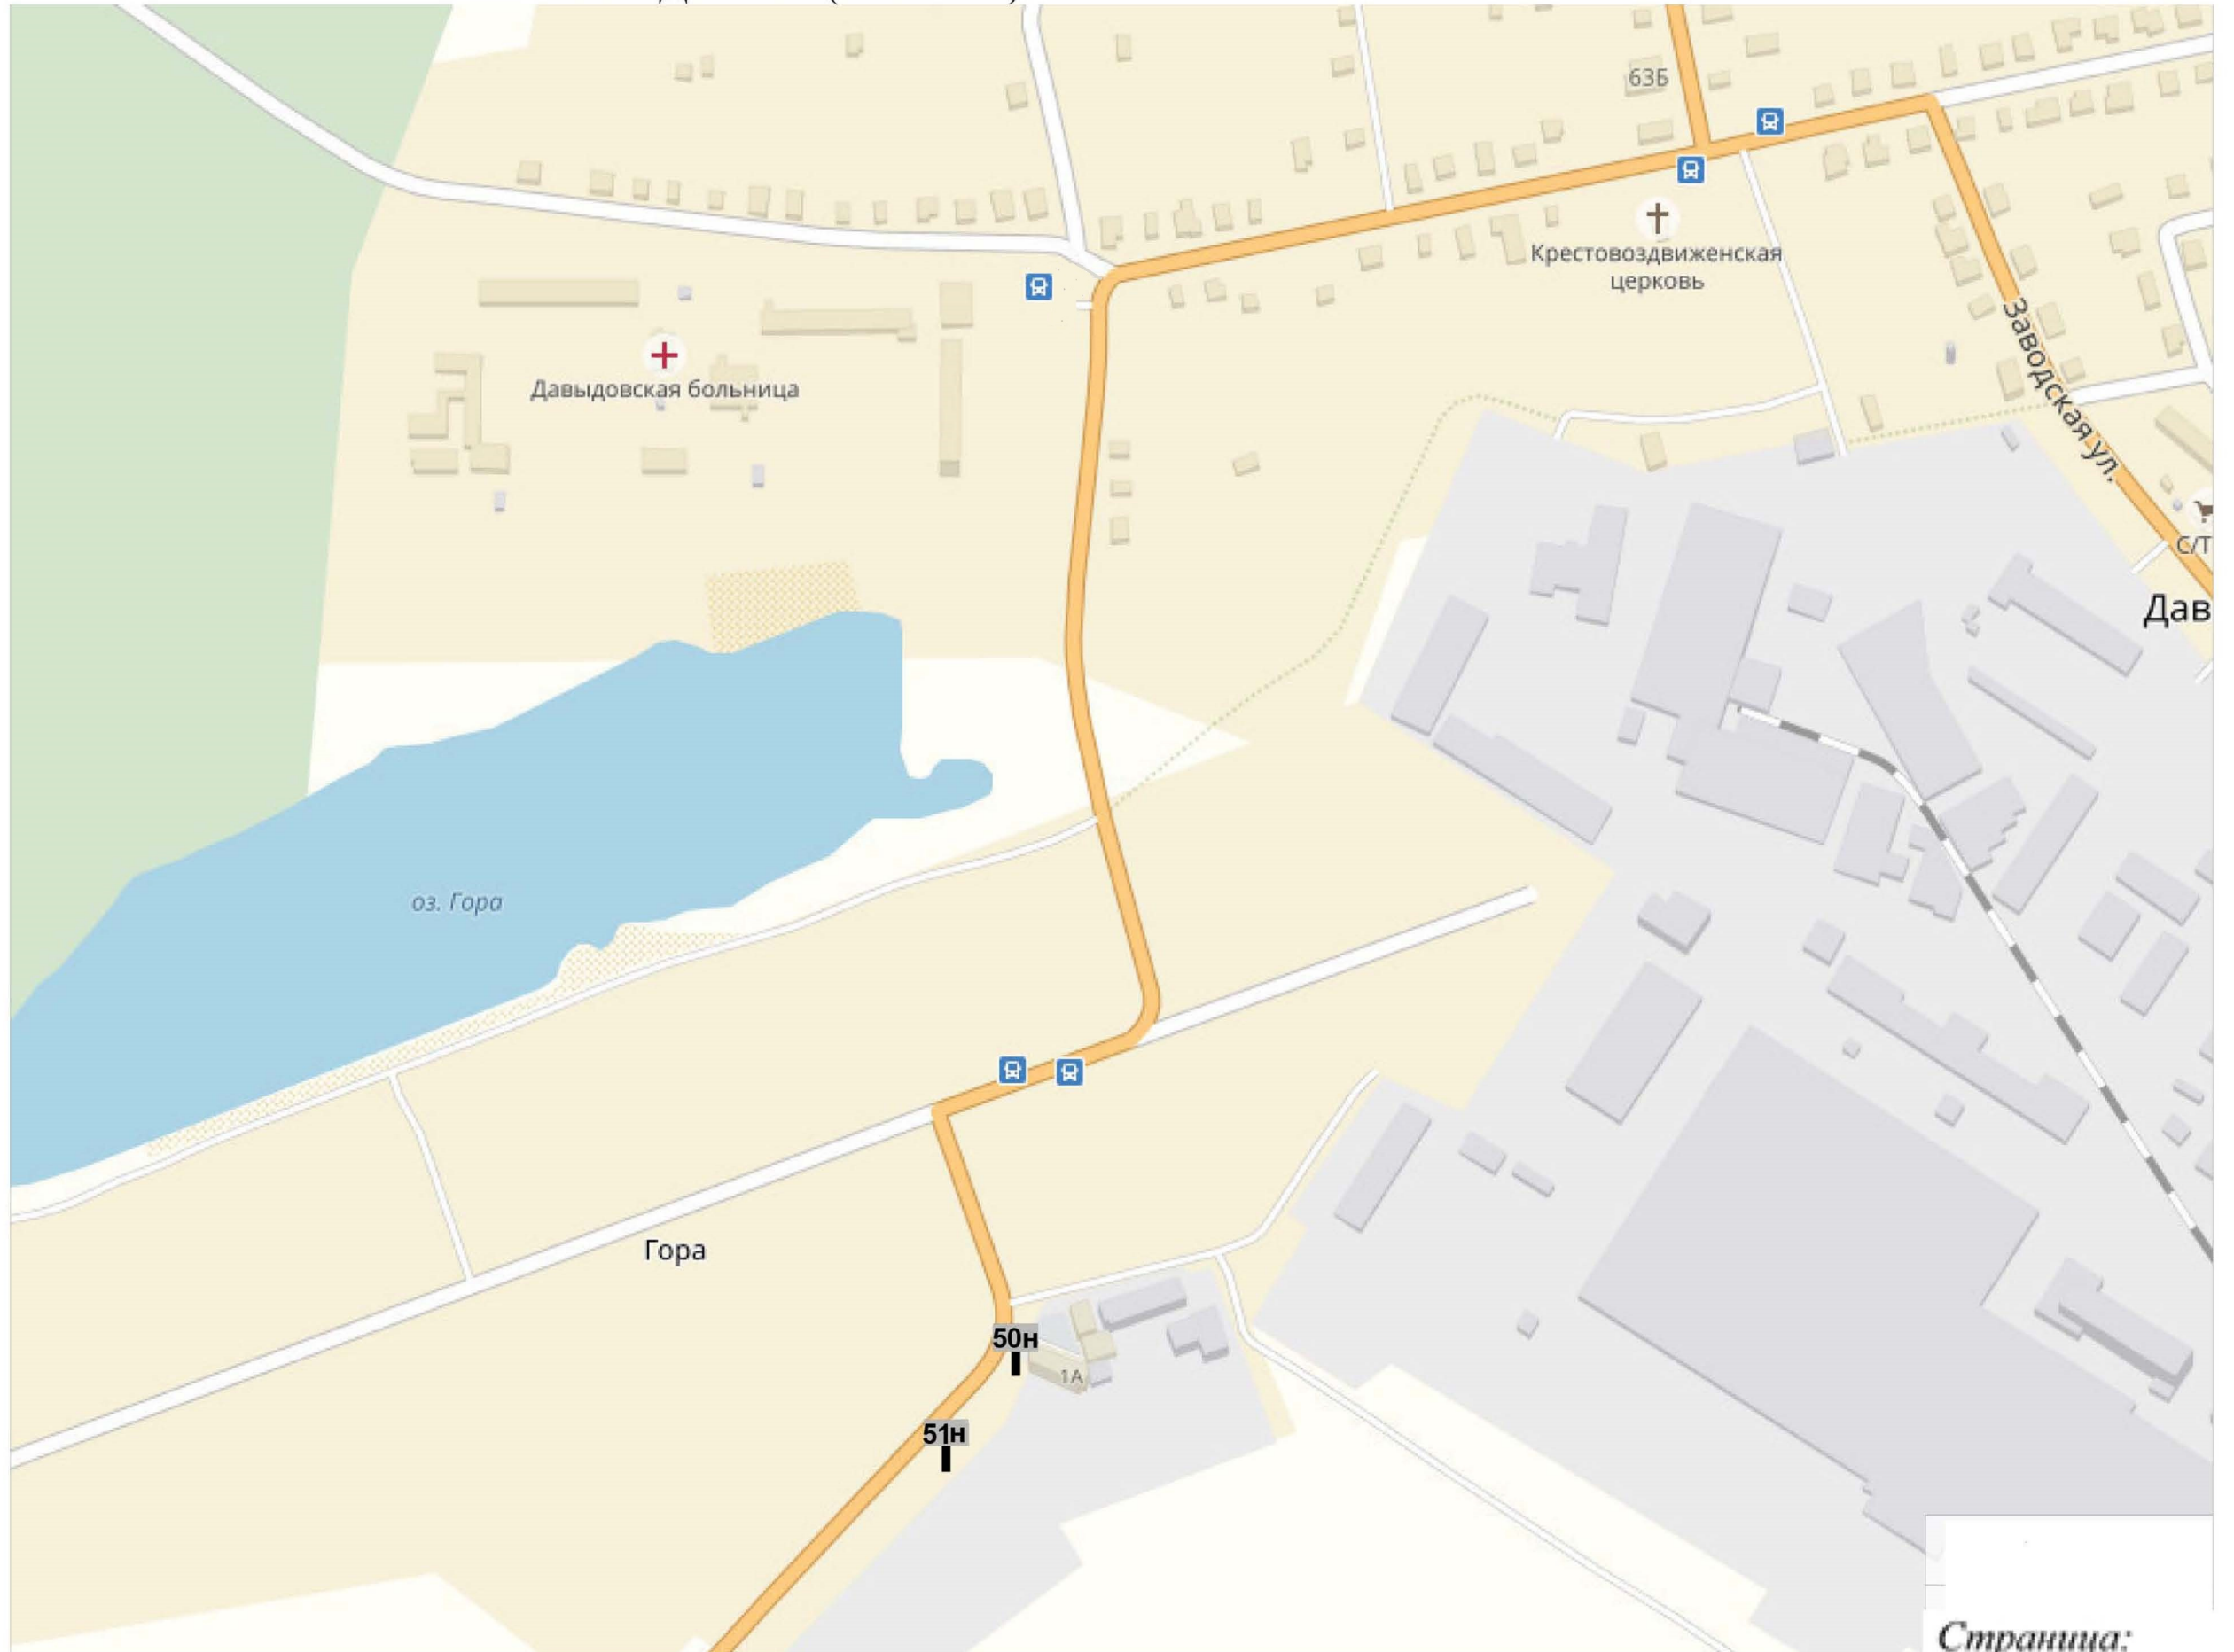 63Б
Крестовоздвиженская
церковь
Заводская ул.
Давыдовская больница
С/Т
Дав
оз. Гора
Гора
50н
1А
51н
Страница: